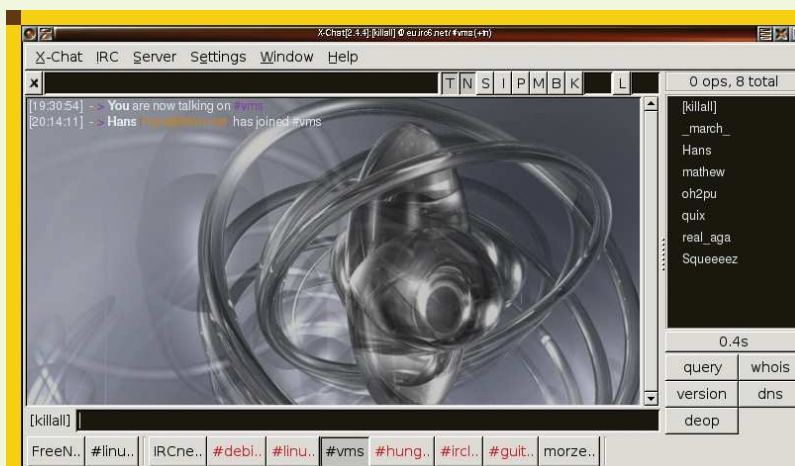 X-Chat[2.4.4]:[killall] @ eu.irc6.net/#vms (+tn)
X-Chat IRC Server Settings Window Help
x T N S I P M B K L 0 ops, 8 total
[19:30:54] -> You are now talking on #vms
[20:14:11] -> Hans has joined #vms
[killall]
_march_
Hans
mathew
oh2pu
quix
real_aga
Squeeeez
0.4s
query whois
version dns
deop
[killall]
FreeN.. #linu.. IRCne.. #debi.. #linu.. #vms #hung.. #ircl.. #guit.. morze..